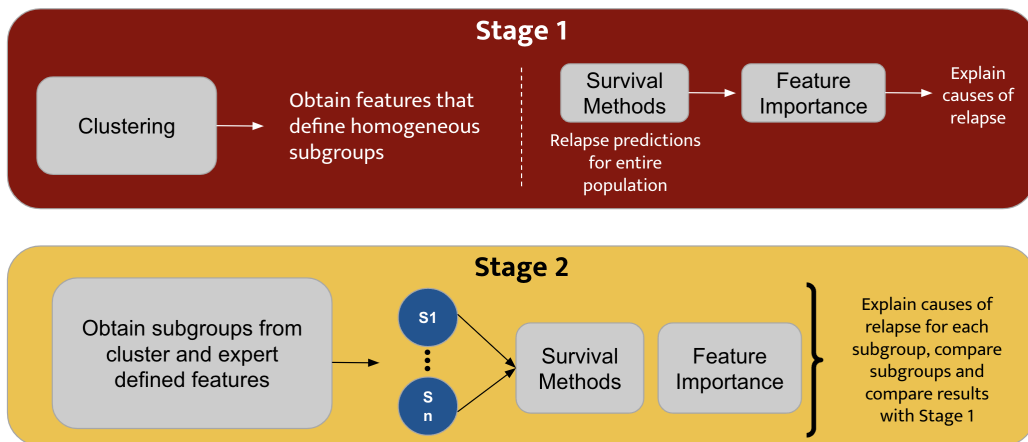 Stage 1
Clustering
Obtain features that
define homogeneous
subgroups
Survival
Methods
Relapse predictions
for entire
population
Feature
Importance
Explain
causes of
relapse
Stage 2
Obtain subgroups from
cluster and expert
defined features
S1
S
n
Survival
Methods
Feature
Importance
Explain causes of
relapse for each
subgroup, compare
subgroups and
compare results
with Stage 1